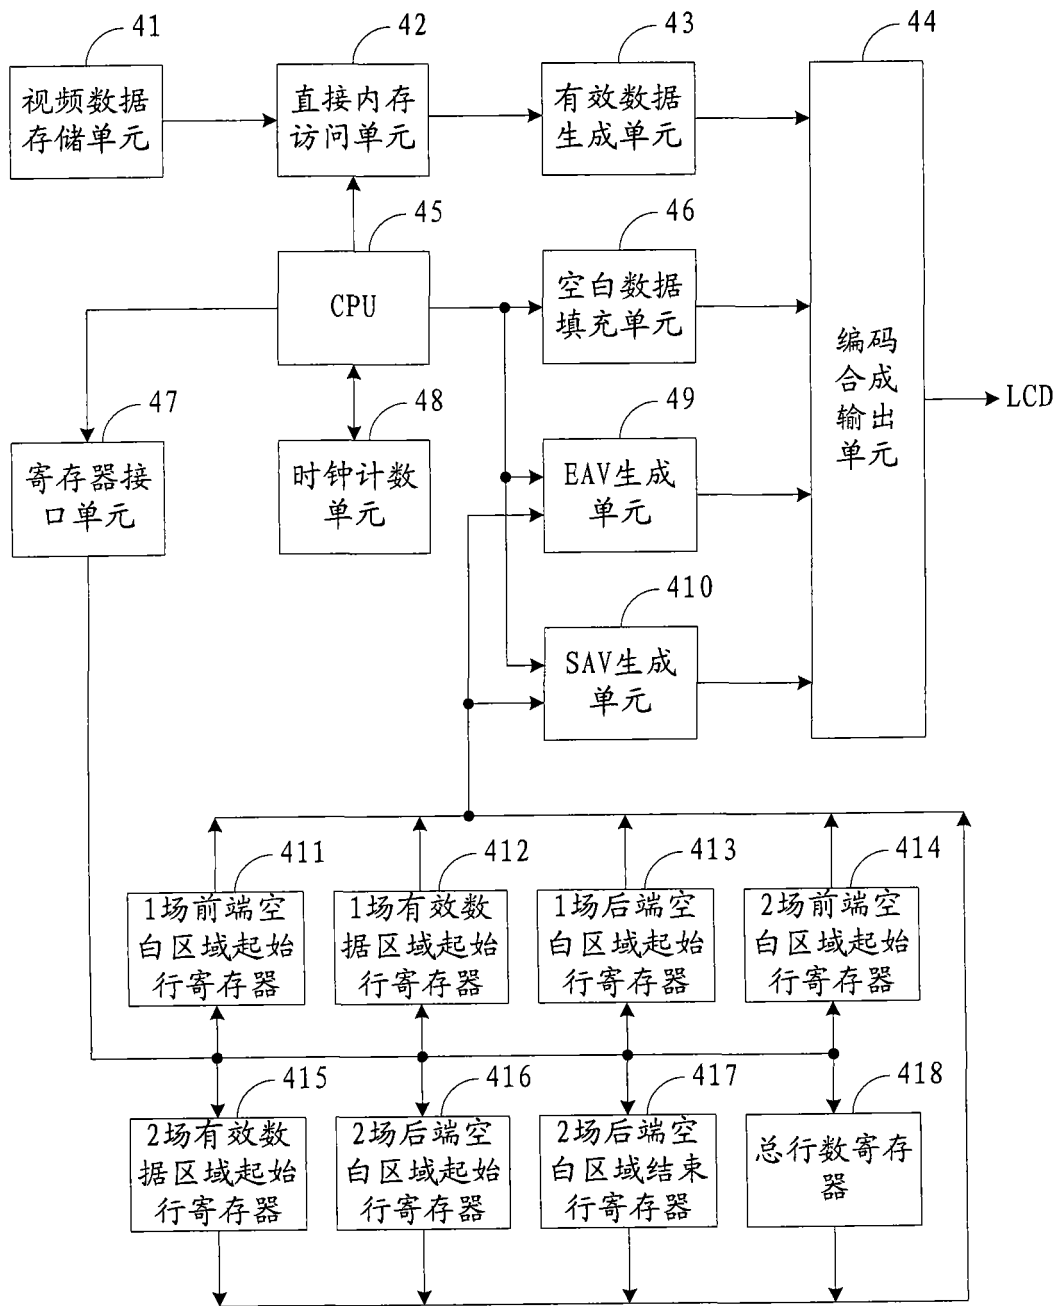 41
42
43
44
视频数据
存储单元
直接内存
访问单元
有效数据
生成单元
45
46
CPU
空白数据
填充单元
编码
合成
输出
单元
LCD
47
48
49
寄存器接
口单元
时钟计数
单元
EAV生成
单元
410
SAV生成
单元
411
412
413
414
1场前端空
白区域起始
行寄存器
1场有效数
据区域起始
行寄存器
1场后端空
白区域起始
行寄存器
2场前端空
白区域起始
行寄存器
415
416
417
418
2场有效数
据区域起始
行寄存器
2场后端空
白区域起始
行寄存器
2场后端空
白区域结束
行寄存器
总行数寄存
器